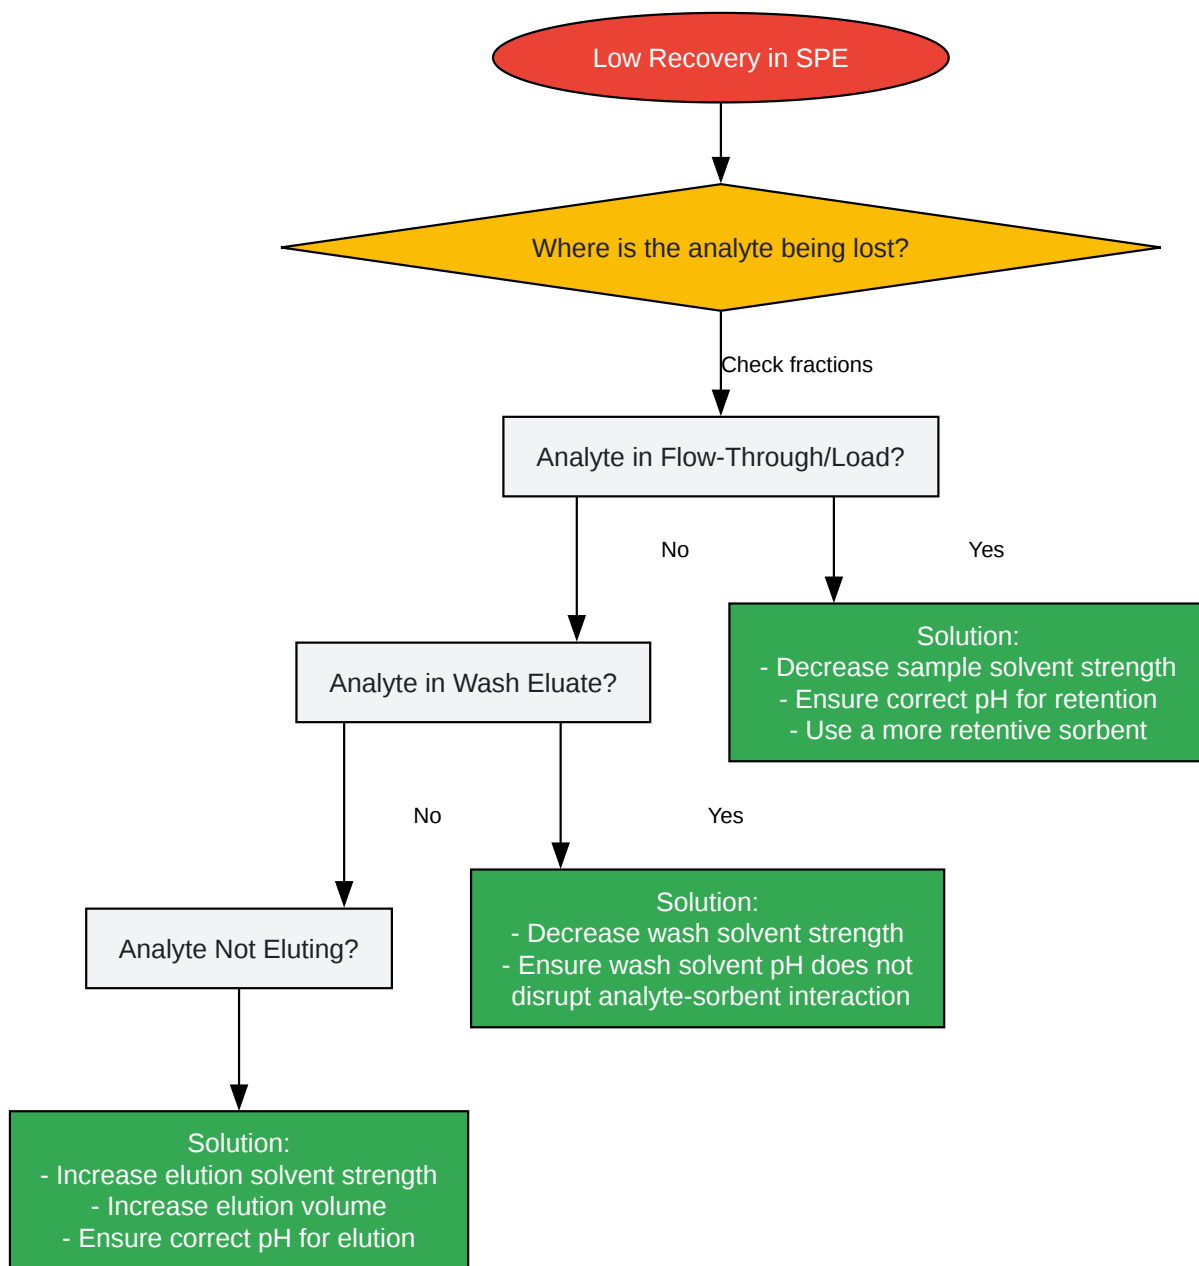 Low Recovery in SPE
Where is the analyte being lost?
Check fractions
Analyte in Flow-Through/Load?
No
Yes
Solution:
- Decrease sample solvent strength
- Ensure correct pH for retention
- Use a more retentive sorbent
Analyte in Wash Eluate?
No
Yes
Solution:
- Decrease wash solvent strength
- Ensure wash solvent pH does not
disrupt analyte-sorbent interaction
Analyte Not Eluting?
Solution:
- Increase elution solvent strength
- Increase elution volume
- Ensure correct pH for elution